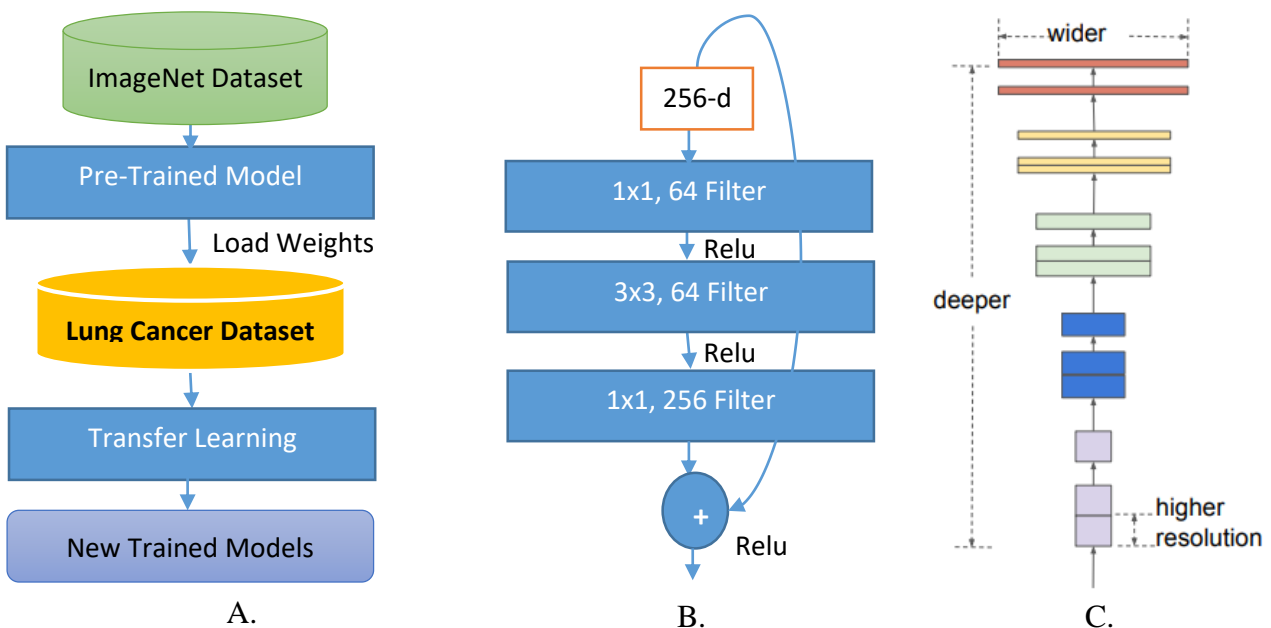 ImageNet Dataset
Pre-Trained Model
Load Weights
Lung Cancer Dataset
Transfer Learning
New Trained Models
A.
256-d
1x1, 64 Filter
Relu
3x3, 64 Filter
Relu
1x1, 256 Filter
+
Relu
B.
wider
deeper
higher
resolution
C.